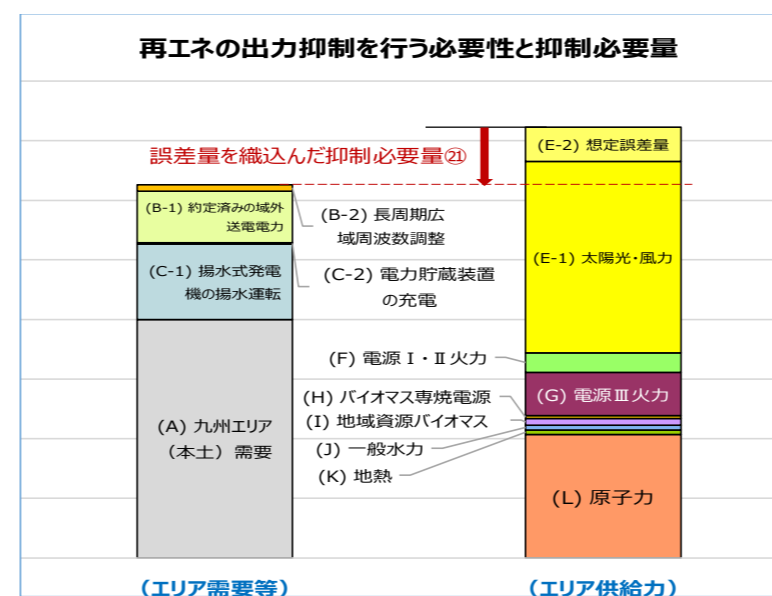 再エネの出力抑制を行う必要性と抑制必要量
誤差量を織込んだ抑制必要量㉑
(E-2) 想定誤差量
(B-1) 約定済みの域外
送電電力
(B-2) 長周期広
域周波数調整
(E-1) 太陽光・風力
(C-1) 揚水式発電
機の揚水運転
(C-2) 電力貯蔵装置
の充電
(F) 電源Ⅰ・Ⅱ火力
(G) 電源Ⅲ火力
(H) バイオマス専焼電源
(I) 地域資源バイオマス
(A) 九州エリア
（本土）需要
(J) 一般水力
(K) 地熱
(L) 原子力
（エリア需要等）
（エリア供給力）